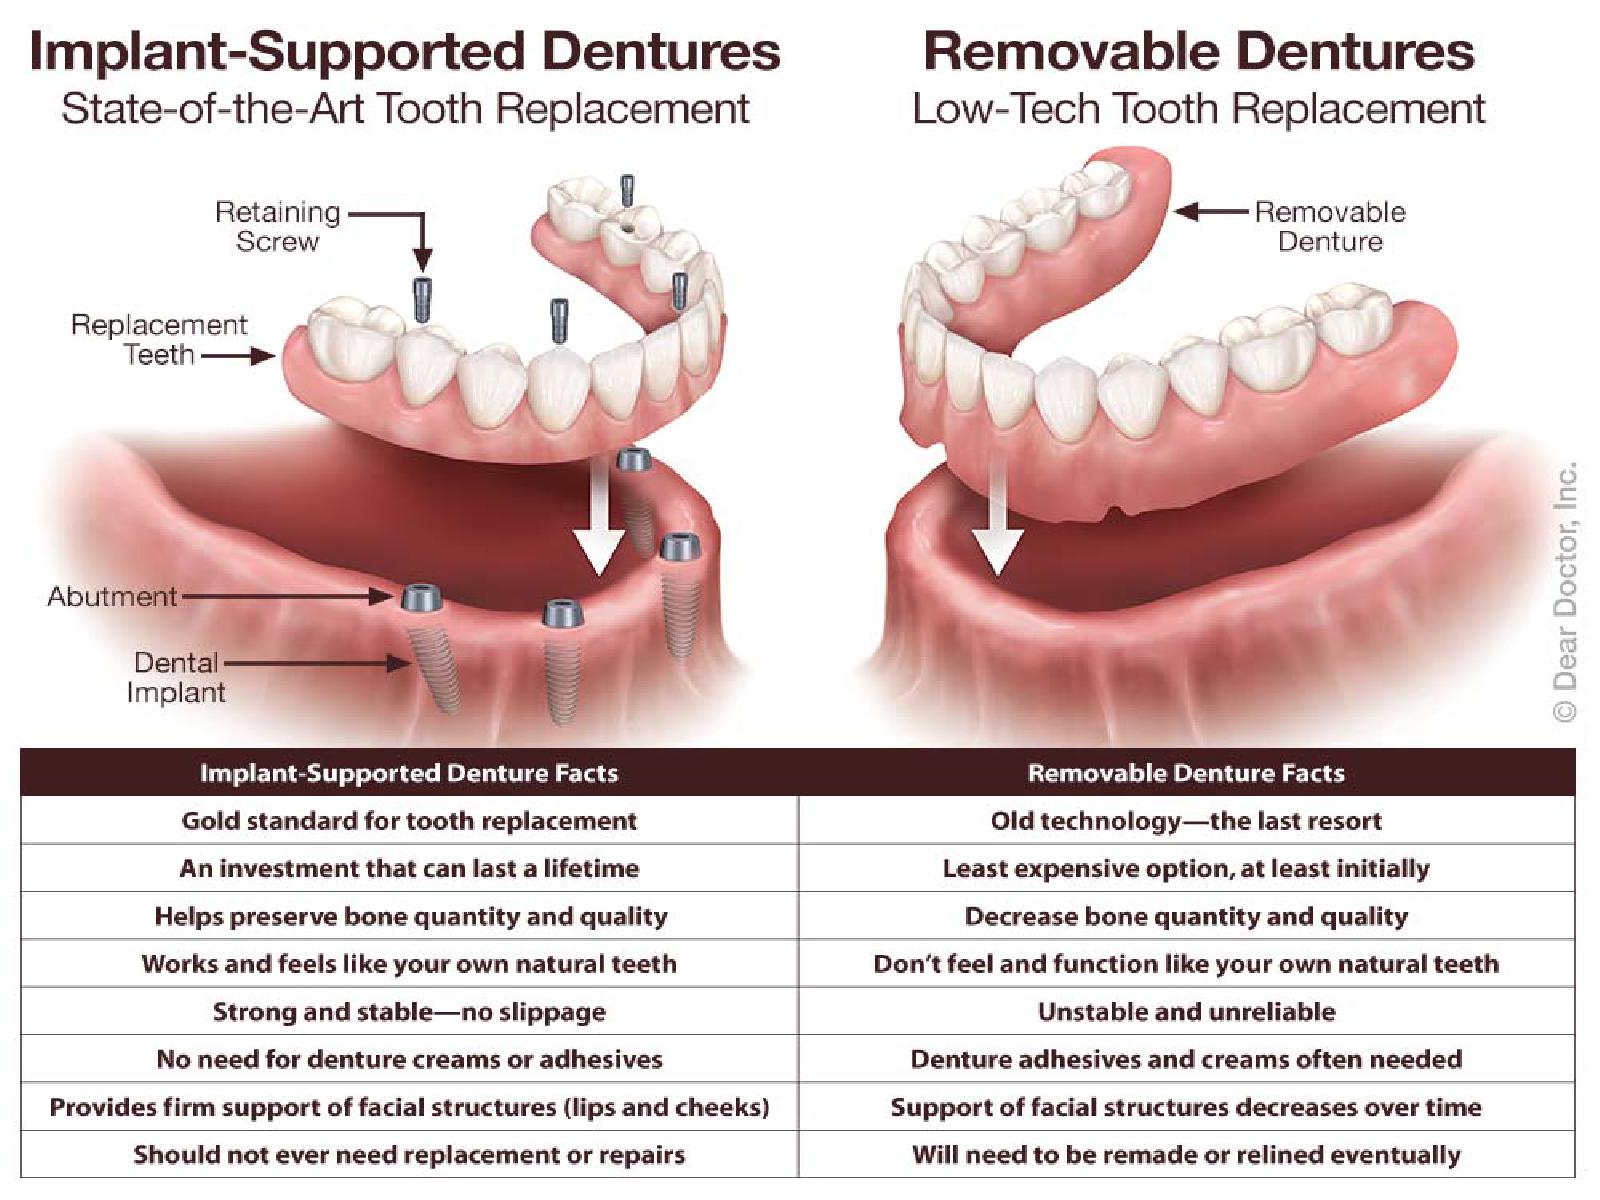 Implant-Supported Dentures
State-of-the-Art Tooth Replacement
Retaining
Screw
Replacement
Teeth
Abutment
Dental
Implant
Removable Dentures
Low-Tech Tooth Replacement
Removable
Denture
© Dear Doctor, Inc.
Implant-Supported Denture Facts
Removable Denture Facts
Gold standard for tooth replacement
Old technology—the last resort
An investment that can last a lifetime
Least expensive option, at least initially
Helps preserve bone quantity and quality
Decrease bone quantity and quality
Works and feels like your own natural teeth
Don't feel and function like your own natural teeth
Strong and stable—no slippage
Unstable and unreliable
No need for denture creams or adhesives
Denture adhesives and creams often needed
Provides firm support of facial structures (lips and cheeks)
Support of facial structures decreases over time
Should not ever need replacement or repairs
Will need to be remade or relined eventually